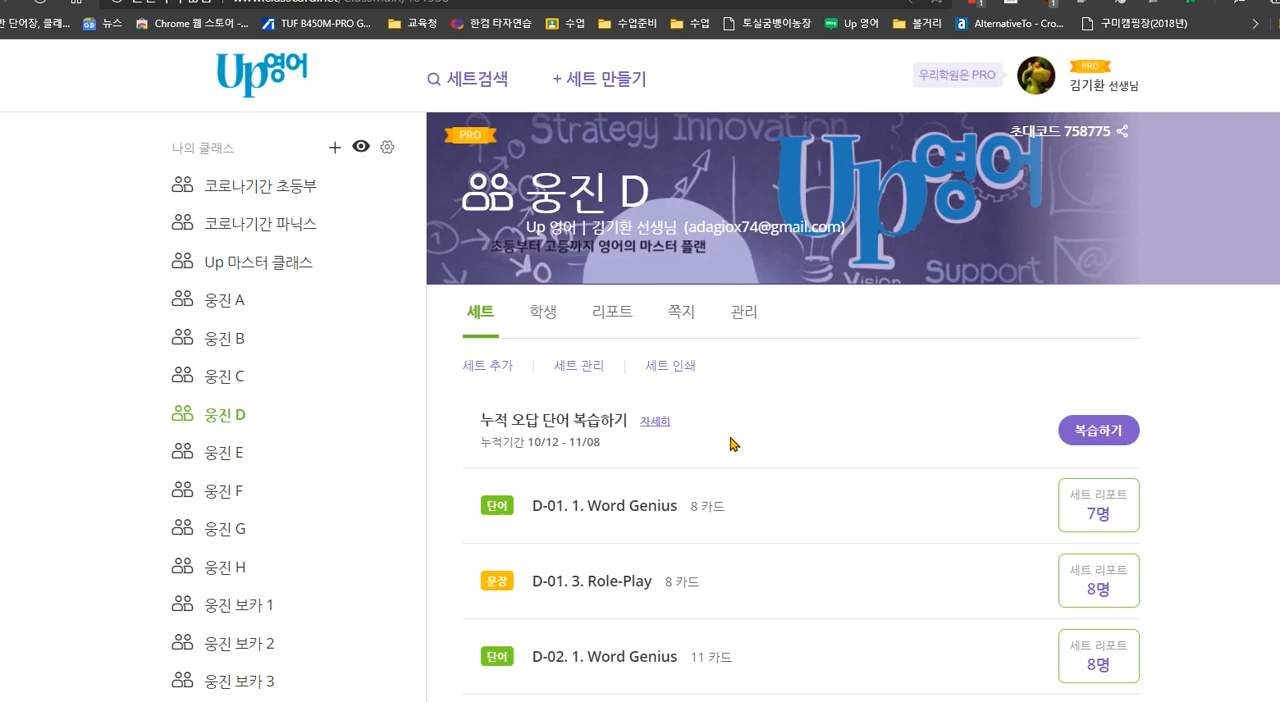 한 단어장, 클래... 뉴스 Chrome 웹 스토어 -... TUF B450M-PRO G... 교육청 한컴 타자연습 수업 수업준비 수업 토실굼벵이농장 Up 영어 볼거리 AlternativeTo - Cro... 구미캠핑장(2018년)
Up영어
세트검색 + 세트 만들기 우리학원은 PRO
PRO
김기환 선생님
나의 클래스
코로나기간 초등부
코로나기간 파닉스
Up 마스터 클래스
웅진 A
웅진 B
웅진 C
웅진 D
웅진 E
웅진 F
웅진 G
웅진 H
웅진 보카 1
웅진 보카 2
웅진 보카 3
PRO
Strategy Innovation
초대코드 758775
Up영어
웅진 D
Up 영어 | 김기환 선생님 (adagiox74@gmail.com)
초등부터 고등까지 영어의 마스터 플랜
Support
Vision
세트 학생 리포트 쪽지 관리
세트 추가 | 세트 관리 | 세트 인쇄
누적 오답 단어 복습하기 자세히
누적기간 10/12 - 11/08
복습하기
단어 D-01. 1. Word Genius 8 카드
세트 리포트
7명
문장 D-01. 3. Role-Play 8 카드
세트 리포트
8명
단어 D-02. 1. Word Genius 11 카드
세트 리포트
8명